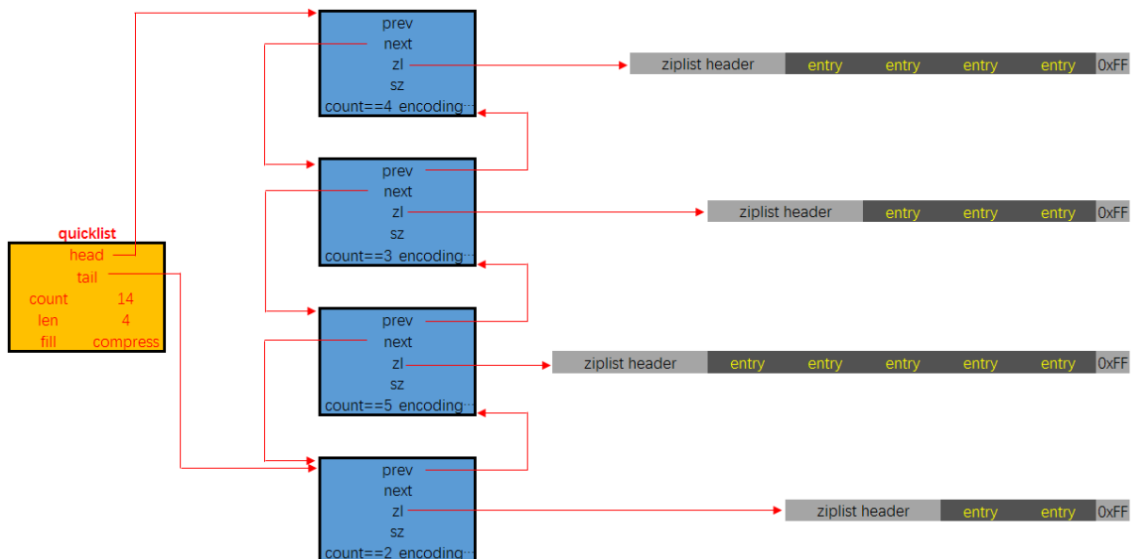 prev
next
zl
sz
count==4 encoding…
ziplist header entry entry entry entry 0xFF
prev
next
zl
sz
count==3 encoding…
ziplist header entry entry entry 0xFF
quicklist
head
tail
count 14
len 4
fill compress
prev
next
zl
sz
count==5 encoding…
ziplist header entry entry entry entry entry 0xFF
prev
next
zl
sz
count==2 encoding…
ziplist header entry entry 0xFF